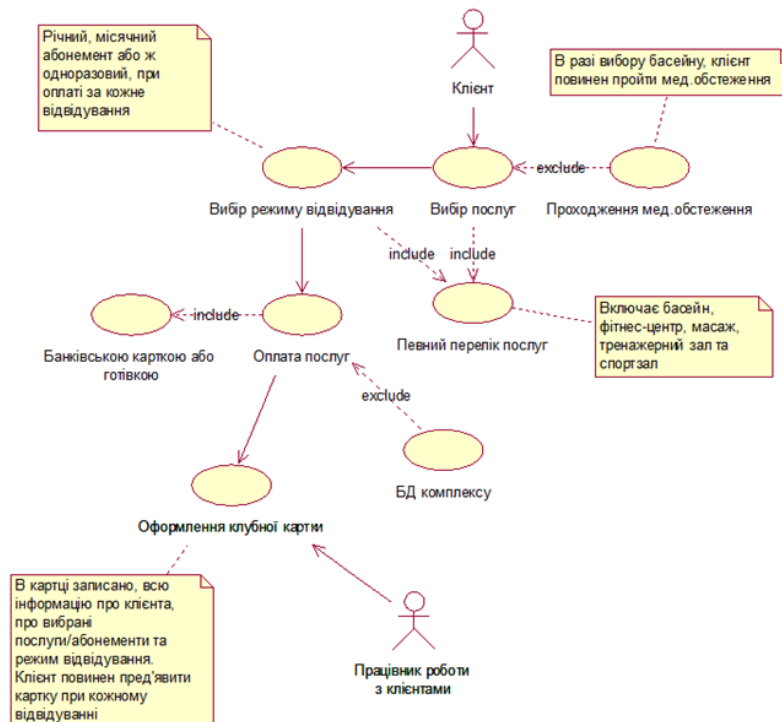 Річний, місячний
абонемент або ж
одноразовий, при
оплаті за кожне
відвідування
Клієнт
В разі вибору басейну, клієнт
повинен пройти мед.обстеження
exclude
Вибір режиму відвідування
Вибір послуг
Проходження мед.обстеження
include
include
include
Банківською карткою або
готівкою
Оплата послуг
Певний перелік послуг
Включає басейн,
фітнес-центр, масаж,
тренажерний зал та
спортзал
exclude
БД комплексу
Оформлення клубної картки
В картці записано, всю
інформацію про клієнта,
про вибрані
послуги/абонементи та
режим відвідування.
Клієнт повинен пред'явити
картку при кожному
відвідуванні
Працівник роботи
з клієнтами